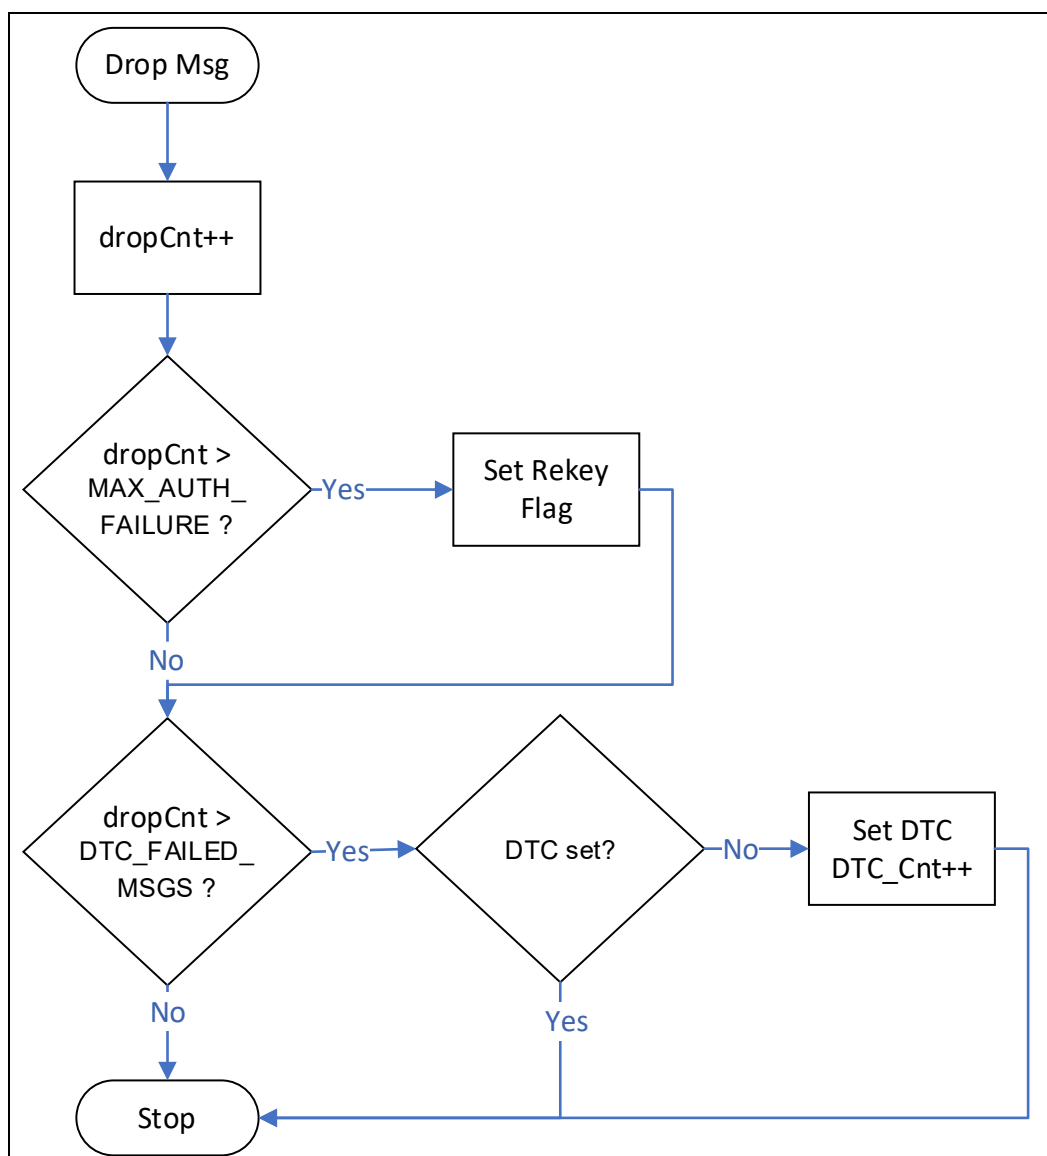 Drop Msg
dropCnt++
dropCnt >
MAX_AUTH_
FAILURE ?
Yes
Set Rekey
Flag
No
dropCnt >
DTC_FAILED_
MSGS ?
Yes
DTC set?
No
Set DTC
DTC_Cnt++
No
Yes
Stop